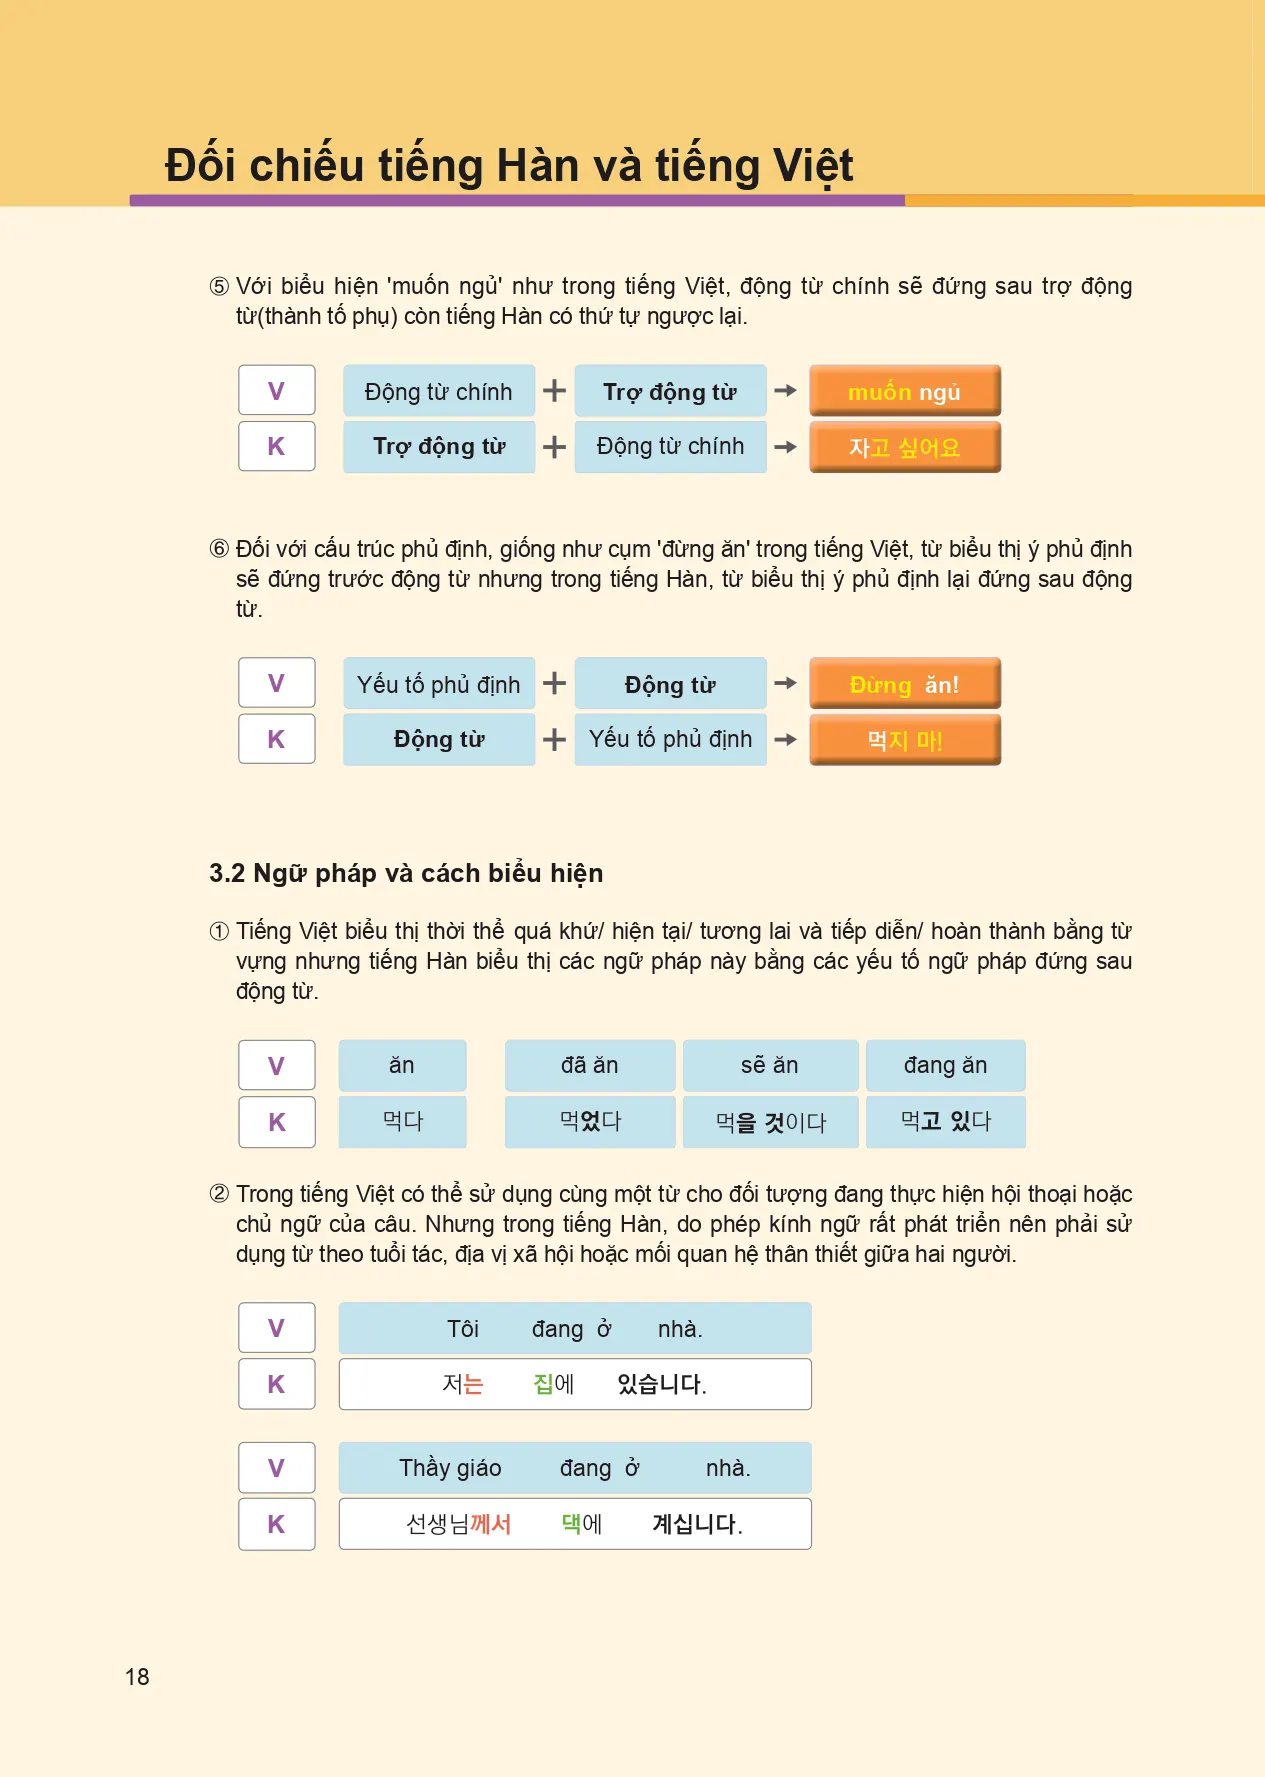 Đối chiếu tiếng Hàn và tiếng Việt
⑤ Với biểu hiện 'muốn ngủ' như trong tiếng Việt, động từ chính sẽ đứng sau trợ động
từ(thành tố phụ) còn tiếng Hàn có thứ tự ngược lại.
V Động từ chính + Trợ động từ → muốn ngủ
K Trợ động từ + Động từ chính → 자고 싶어요
⑥ Đối với cấu trúc phủ định, giống như cụm 'đừng ăn' trong tiếng Việt, từ biểu thị ý phủ định
sẽ đứng trước động từ nhưng trong tiếng Hàn, từ biểu thị ý phủ định lại đứng sau động
từ.
V Yếu tố phủ định + Động từ → Đừng ăn!
K Động từ + Yếu tố phủ định → 먹지 마!
3.2 Ngữ pháp và cách biểu hiện
① Tiếng Việt biểu thị thời thể quá khứ/ hiện tại/ tương lai và tiếp diễn/ hoàn thành bằng từ
vựng nhưng tiếng Hàn biểu thị các ngữ pháp này bằng các yếu tố ngữ pháp đứng sau
động từ.
V ăn đã ăn sẽ ăn đang ăn
K 먹다 먹었다 먹을 것이다 먹고 있다
② Trong tiếng Việt có thể sử dụng cùng một từ cho đối tượng đang thực hiện hội thoại hoặc
chủ ngữ của câu. Nhưng trong tiếng Hàn, do phép kính ngữ rất phát triển nên phải sử
dụng từ theo tuổi tác, địa vị xã hội hoặc mối quan hệ thân thiết giữa hai người.
V Tôi đang ở nhà.
K 저는 집에 있습니다.
V Thầy giáo đang ở nhà.
K 선생님께서 댁에 계십니다.
18